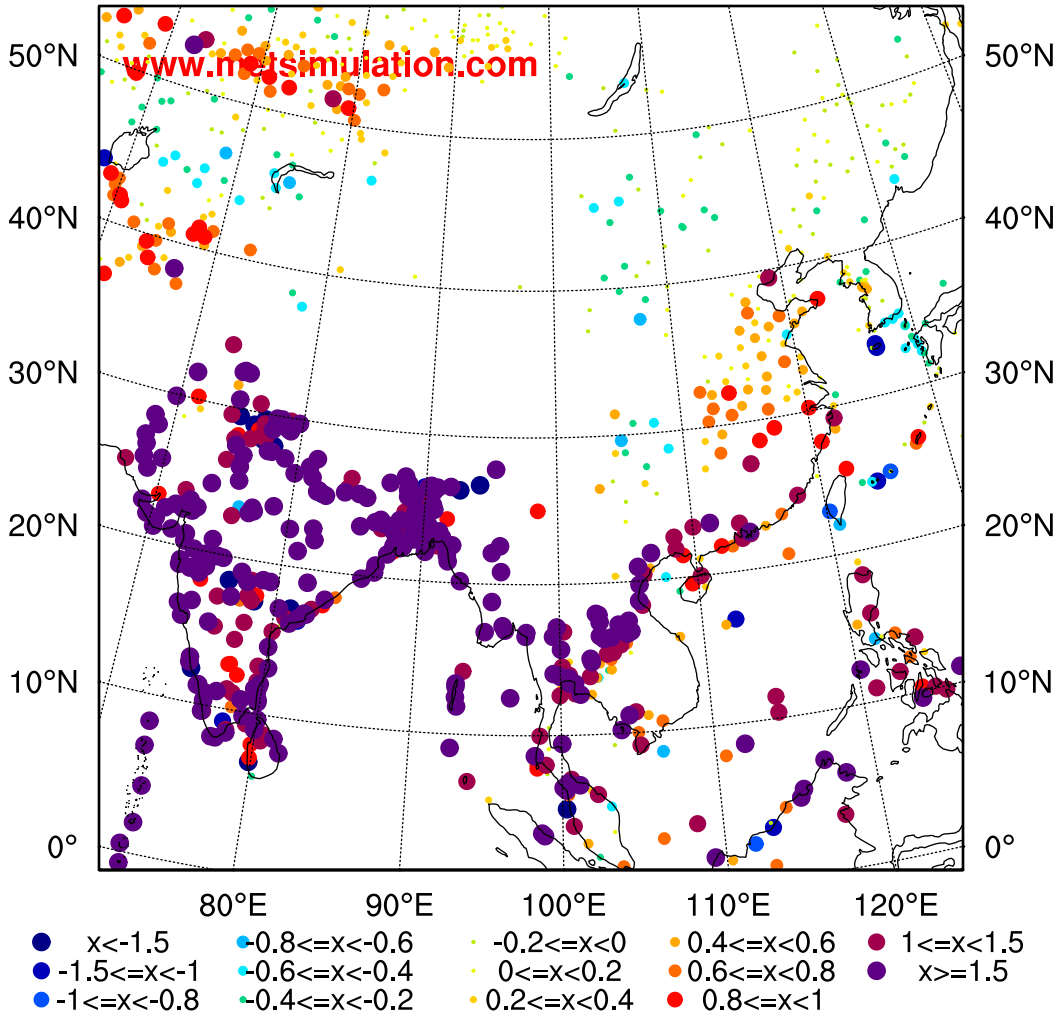 50°N 50°N
www.metsimulation.com
40°N 40°N
30°N 30°N
20°N 20°N
10°N 10°N
0° 0°
80°E 90°E 100°E 110°E 120°E
x<-1.5 -0.8<=x<-0.6 -0.2<=x<0 0.4<=x<0.6 1<=x<1.5
-1.5<=x<-1 -0.6<=x<-0.4 0<=x<0.2 0.6<=x<0.8 x>=1.5
-1<=x<-0.8 -0.4<=x<-0.2 0.2<=x<0.4 0.8<=x<1